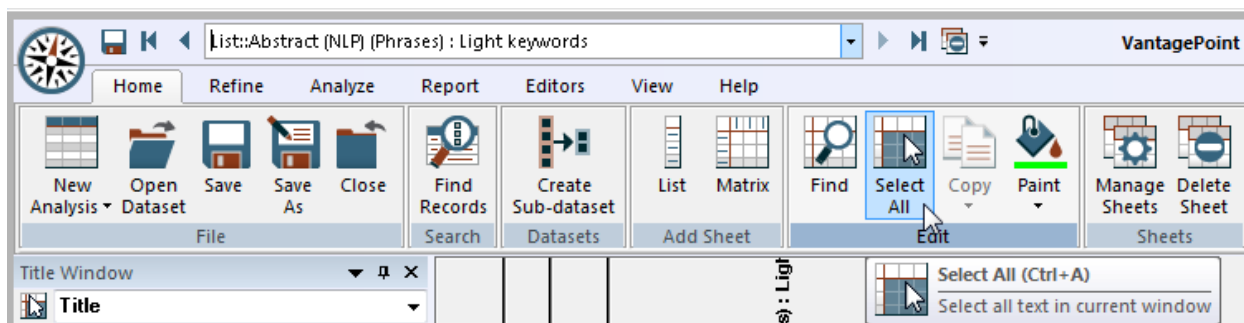 List::Abstract (NLP) (Phrases) : Light keywords
VantagePoint
Home Refine Analyze Report Editors View Help
New Analysis
Open Dataset
Save
Save As
Close
Find Records
Create Sub-dataset
List
Matrix
Find
Select All
Copy
Paint
Manage Sheets
Delete Sheet
File Search Datasets Add Sheet Edit Sheets
Title Window
Title
s) : Ligh
Select All (Ctrl+A)
Select all text in current window